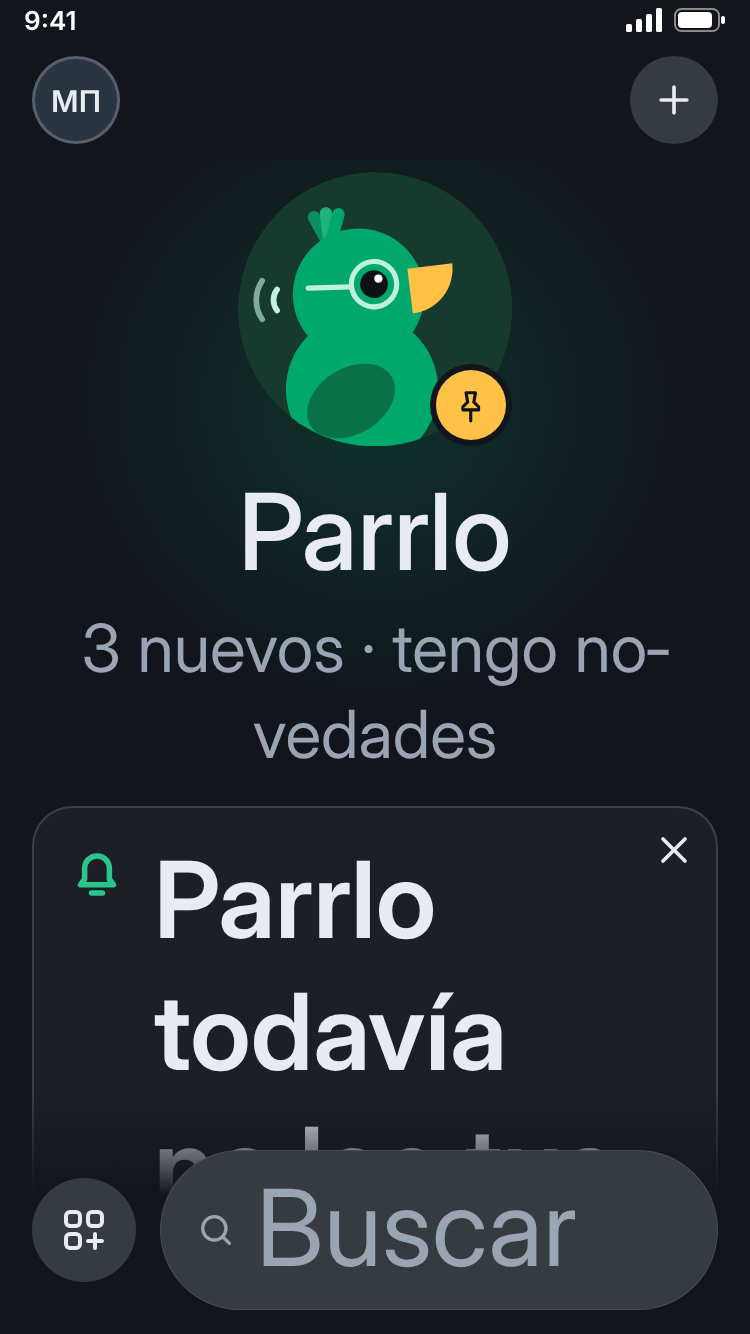 9:41
МП
Parrlo
3 nuevos · tengo no-
vedades
Parrlo
todavía
Buscar